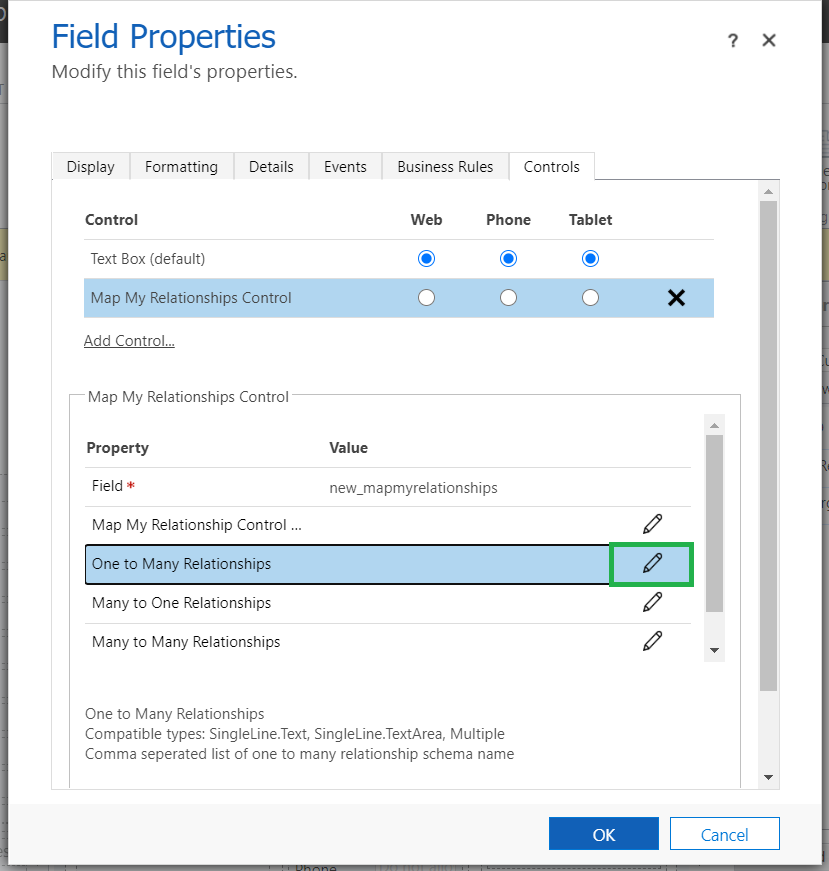 Field Properties
? ×
Modify this field's properties.
Display Formatting Details Events Business Rules Controls
Control Web Phone Tablet
Text Box (default)
Map My Relationships Control
Add Control...
Map My Relationships Control
Property Value
Field * new_mapmyrelationships
Map My Relationship Control ...
One to Many Relationships
Many to One Relationships
Many to Many Relationships
One to Many Relationships
Compatible types: SingleLine.Text, SingleLine.TextArea, Multiple
Comma seperated list of one to many relationship schema name
OK Cancel
Phone